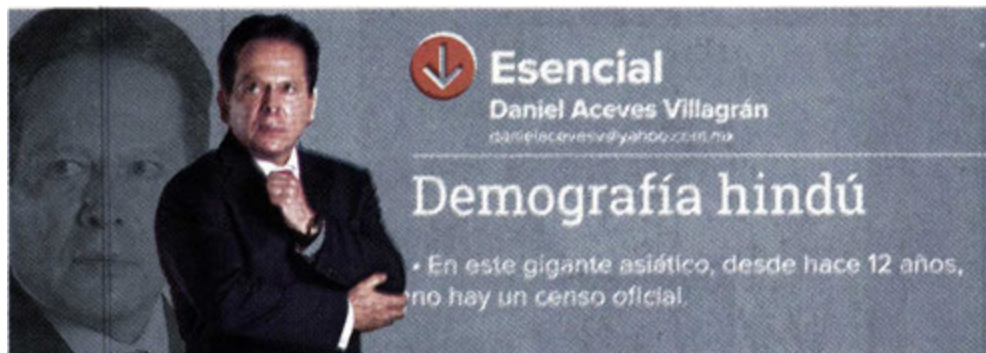 Esencial
Daniel Aceves Villagrán
danielacevesv@yahoo.com.mx
Demografía hindú
• En este gigante asiático, desde hace 12 años,
no hay un censo oficial.